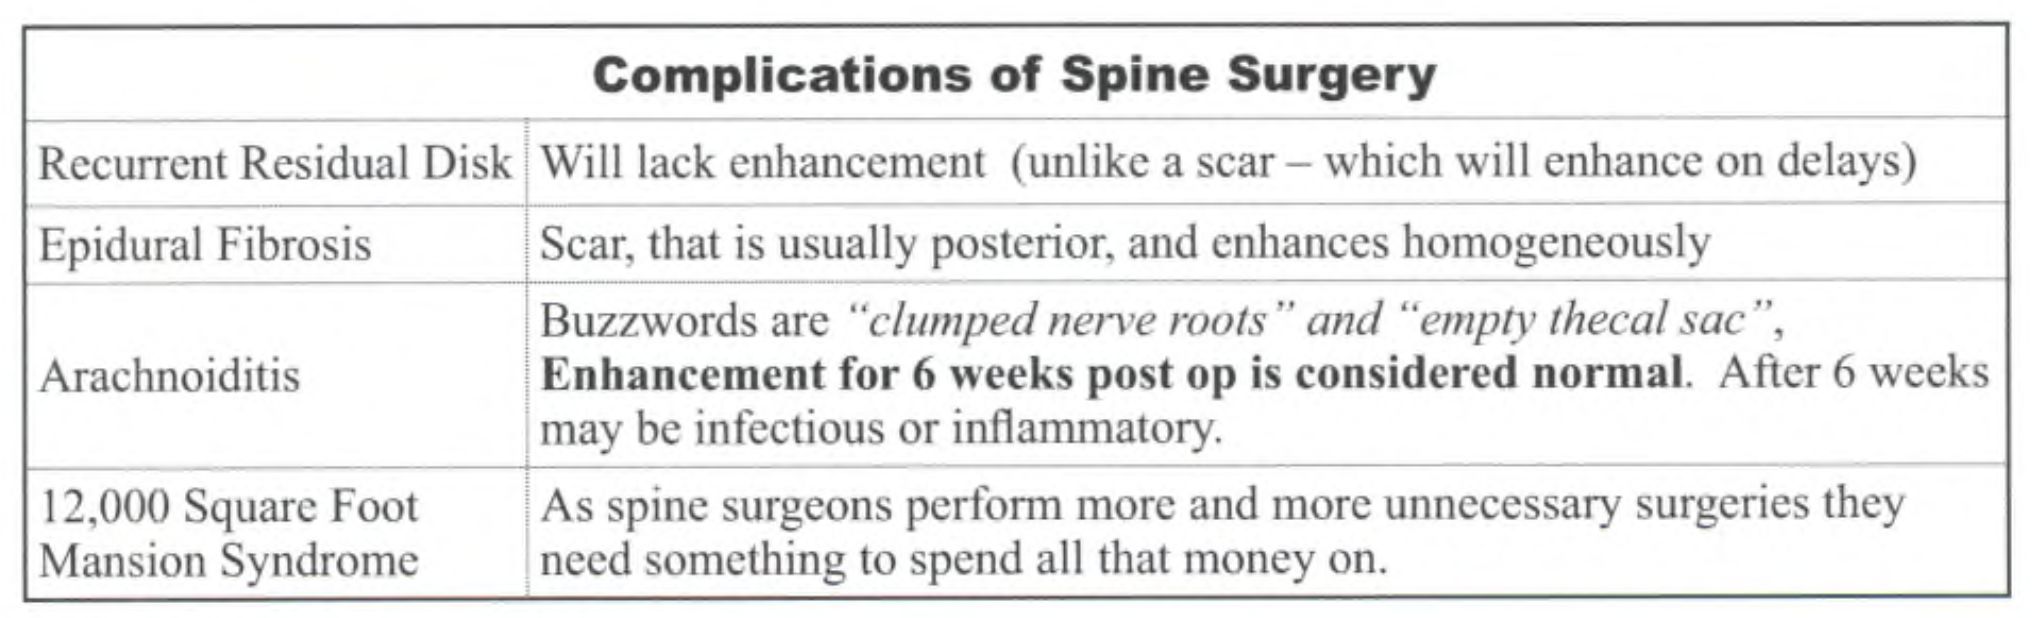 Complications of Spine Surgery
Recurrent Residual Disk
Will lack enhancement (unlike a scar – which will enhance on delays)
Epidural Fibrosis
Scar, that is usually posterior, and enhances homogeneously
Arachnoiditis
Buzzwords are “clumped nerve roots” and “empty thecal sac”,
Enhancement for 6 weeks post op is considered normal. After 6 weeks
may be infectious or inflammatory.
12,000 Square Foot
Mansion Syndrome
As spine surgeons perform more and more unnecessary surgeries they
need something to spend all that money on.